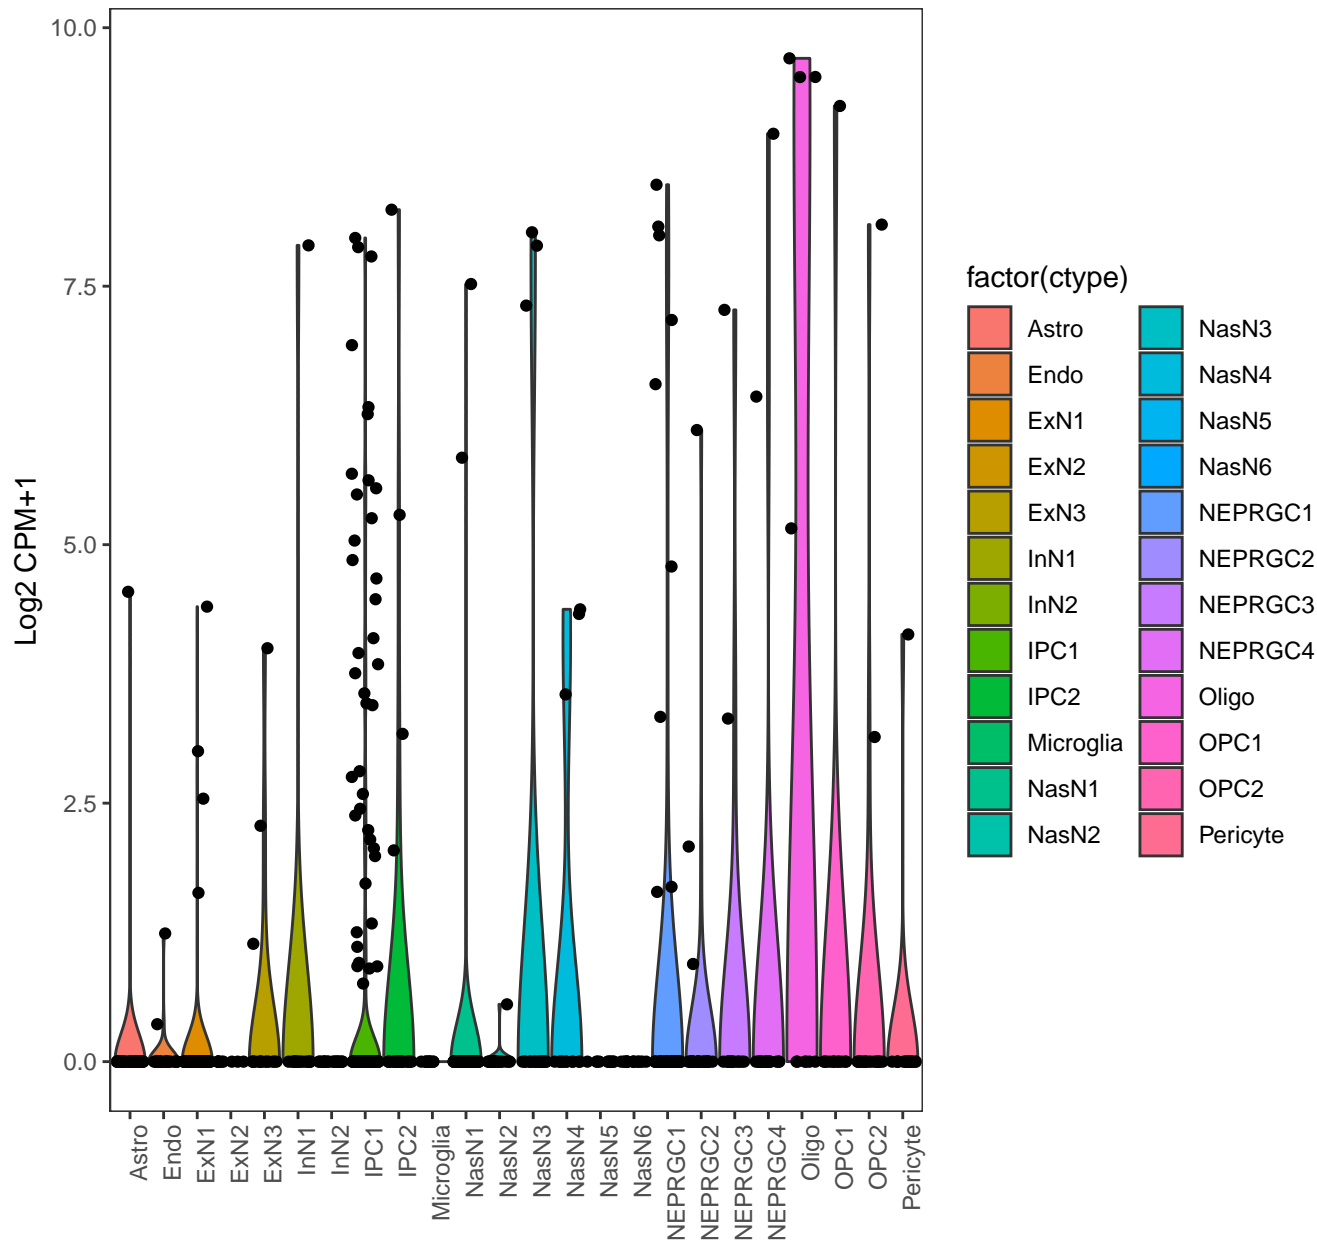 10.0
7.5
5.0
2.5
0.0
Log2 CPM+1
Astro
Endo
ExN1
ExN2
ExN3
InN1
InN2
IPC1
IPC2
Microglia
NasN1
NasN2
NasN3
NasN4
NasN5
NasN6
NEPRGC1
NEPRGC2
NEPRGC3
NEPRGC4
Oligo
OPC1
OPC2
Pericyte
factor(ctype)
Astro
Endo
ExN1
ExN2
ExN3
InN1
InN2
IPC1
IPC2
Microglia
NasN1
NasN2
NasN3
NasN4
NasN5
NasN6
NEPRGC1
NEPRGC2
NEPRGC3
NEPRGC4
Oligo
OPC1
OPC2
Pericyte